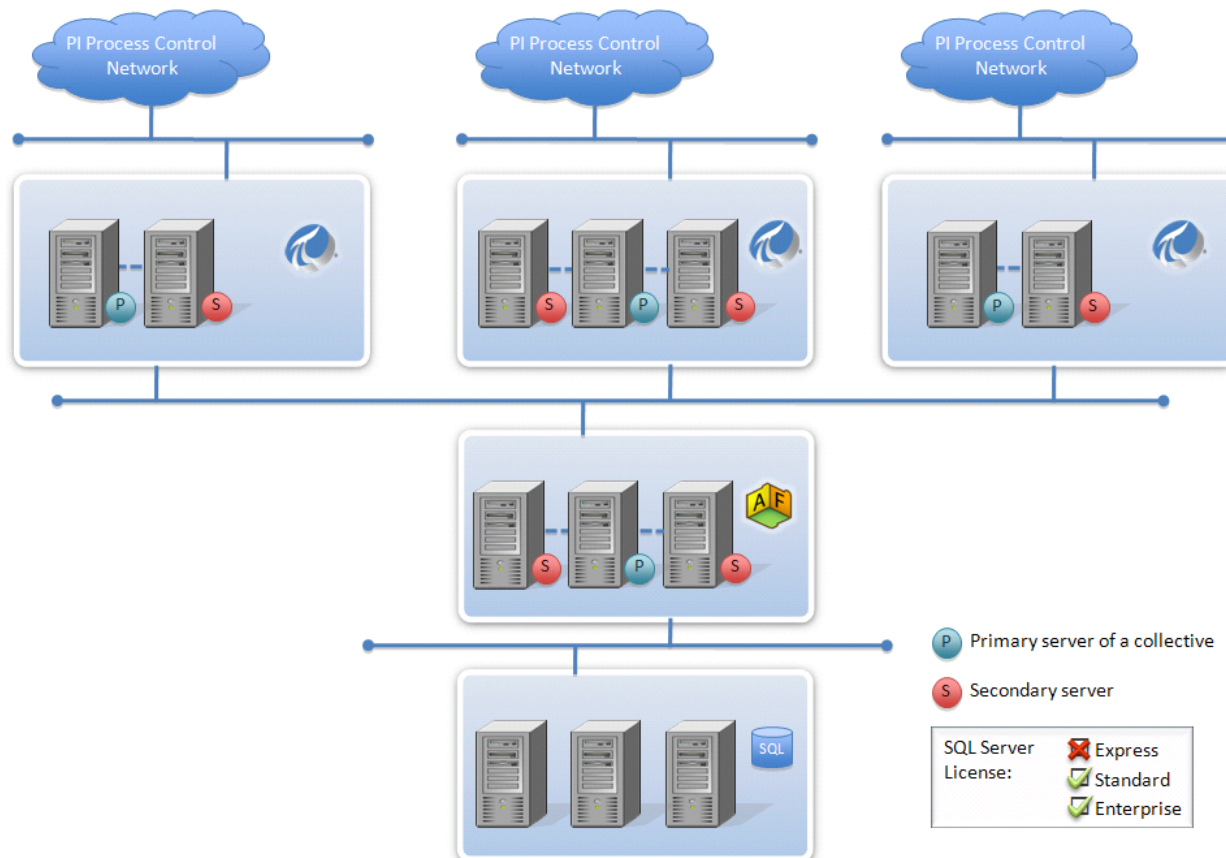 PI Process Control
Network
PI Process Control
Network
PI Process Control
Network
P
S
S
P
S
P
S
A F
S
P
S
P Primary server of a collective
S Secondary server
SQL
SQL Server
License:
Express
Standard
Enterprise